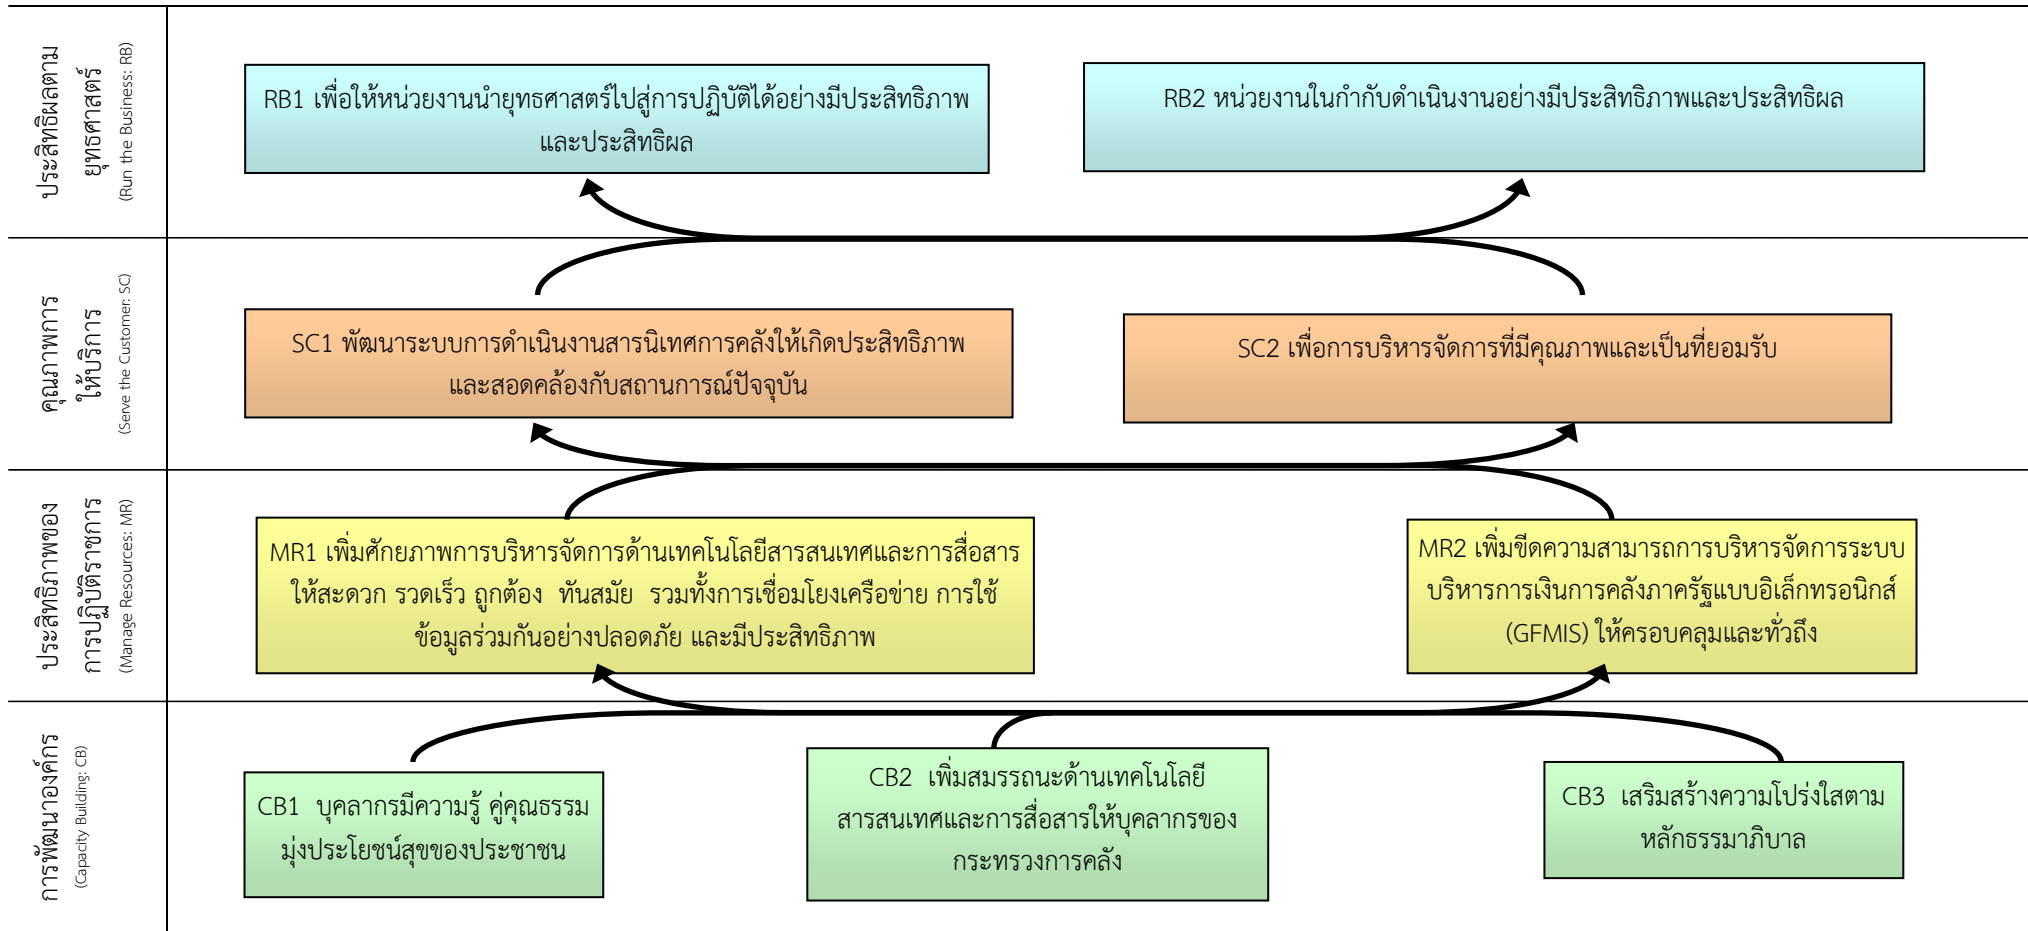 ประสิทธิผลตาม
ยุทธศาสตร์
(Run the Business: RB)
RB1 เพื่อให้หน่วยงานนำยุทธศาสตร์ไปสู่การปฏิบัติได้อย่างมีประสิทธิภาพ
และประสิทธิผล
RB2 หน่วยงานในกำกับดำเนินงานอย่างมีประสิทธิภาพและประสิทธิผล
คุณภาพการ
ให้บริการ
(Serve the Customer: SC)
SC1 พัฒนาระบบการดำเนินงานสารนิเทศการคลังให้เกิดประสิทธิภาพ
และสอดคล้องกับสถานการณ์ปัจจุบัน
SC2 เพื่อการบริหารจัดการที่มีคุณภาพและเป็นที่ยอมรับ
ประสิทธิภาพของ
การปฏิบัติราชการ
(Manage Resources: MR)
MR1 เพิ่มศักยภาพการบริหารจัดการด้านเทคโนโลยีสารสนเทศและการสื่อสาร
ให้สะดวก รวดเร็ว ถูกต้อง ทันสมัย รวมทั้งการเชื่อมโยงเครือข่าย การใช้
ข้อมูลร่วมกันอย่างปลอดภัย และมีประสิทธิภาพ
MR2 เพิ่มขีดความสามารถการบริหารจัดการระบบ
บริหารการเงินการคลังภาครัฐแบบอิเล็กทรอนิกส์
(GFMIS) ให้ครอบคลุมและทั่วถึง
การพัฒนาองค์กร
(Capacity Building: CB)
CB1 บุคลากรมีความรู้ คู่คุณธรรม
มุ่งประโยชน์สุขของประชาชน
CB2 เพิ่มสมรรถนะด้านเทคโนโลยี
สารสนเทศและการสื่อสารให้บุคลากรของ
กระทรวงการคลัง
CB3 เสริมสร้างความโปร่งใสตาม
หลักธรรมาภิบาล